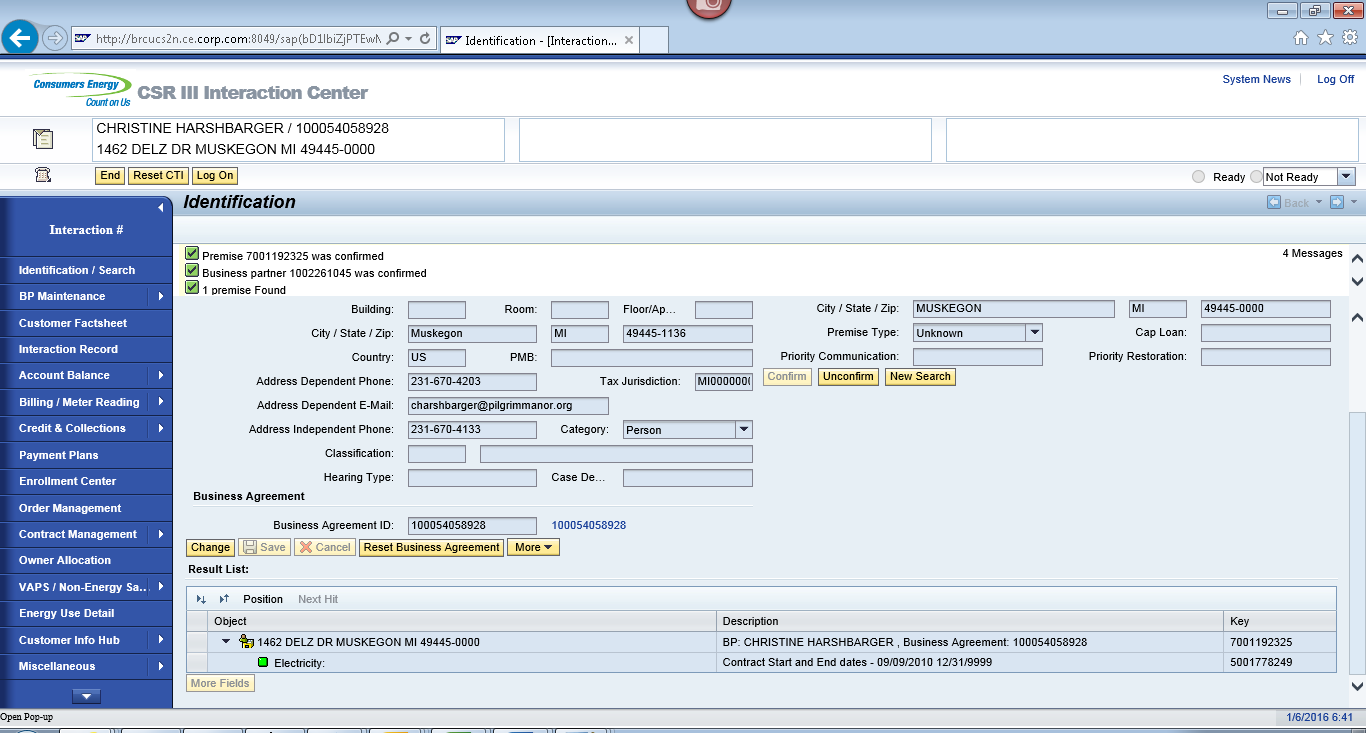 http://brcucs2n.ce.corp.com:8049/sap(bD1lbiZjPTEwN
Identification - [Interaction...
System News
Log Off
Consumers Energy
Count on Us
CSR III Interaction Center
CHRISTINE HARSHBARGER / 100054058928
1462 DELZ DR MUSKEGON MI 49445-0000
End Reset CTI Log On
Ready Not Ready
Identification
Back
Interaction #
Identification / Search
BP Maintenance
Customer Factsheet
Interaction Record
Account Balance
Billing / Meter Reading
Credit & Collections
Payment Plans
Enrollment Center
Order Management
Contract Management
Owner Allocation
VAPS / Non-Energy Sa...
Energy Use Detail
Customer Info Hub
Miscellaneous
Premise 7001192325 was confirmed
4 Messages
Business partner 1002261045 was confirmed
1 premise Found
Building: Room: Floor/Ap...
City / State / Zip: MUSKEGON MI 49445-0000
City / State / Zip: Muskegon MI 49445-1136
Premise Type: Unknown Cap Loan:
Country: US PMB:
Priority Communication: Priority Restoration:
Address Dependent Phone: 231-670-4203 Tax Jurisdiction: MI0000000
Confirm Unconfirm New Search
Address Dependent E-Mail: charshbarger@pilgrimmanor.org
Address Independent Phone: 231-670-4133 Category: Person
Classification:
Hearing Type: Case De...
Business Agreement
Business Agreement ID: 100054058928 100054058928
Change Save Cancel Reset Business Agreement More
Result List:
Position Next Hit
Object Description Key
1462 DELZ DR MUSKEGON MI 49445-0000 BP: CHRISTINE HARSHBARGER , Business Agreement: 100054058928 7001192325
Electricity: Contract Start and End dates - 09/09/2010 12/31/9999 5001778249
More Fields
Open Pop-up
1/6/2016 6:41